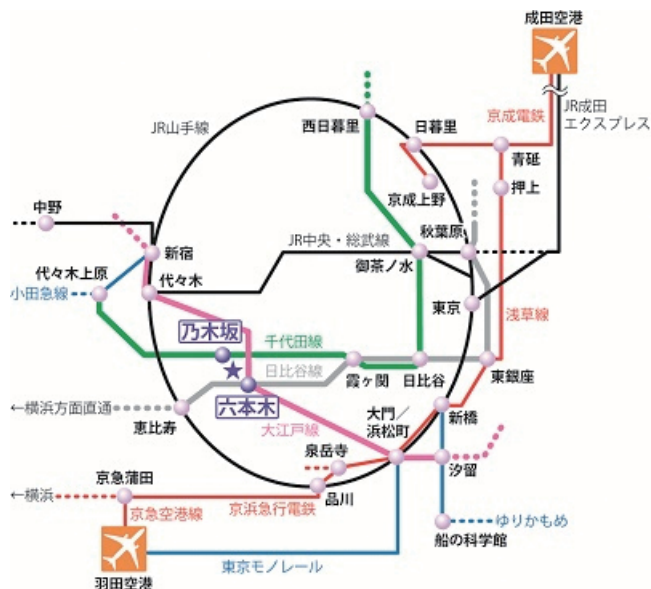 成田空港
JR山手線
西日暮里
日暮里
京成電鉄
JR成田
エクスプレス
青砥
押上
京成上野
中野
新宿
JR中央・総武線
秋葉原
御茶ノ水
代々木上原
代々木
小田急線
東京
浅草線
乃木坂
千代田線
日比谷線
霞ヶ関
日比谷
東銀座
六本木
←横浜方面直通
恵比寿
大江戸線
大門／
浜松町
新橋
泉岳寺
汐留
京急蒲田
←横浜
品川
京急空港線
京浜急行電鉄
ゆりかもめ
船の科学館
羽田空港
東京モノレール